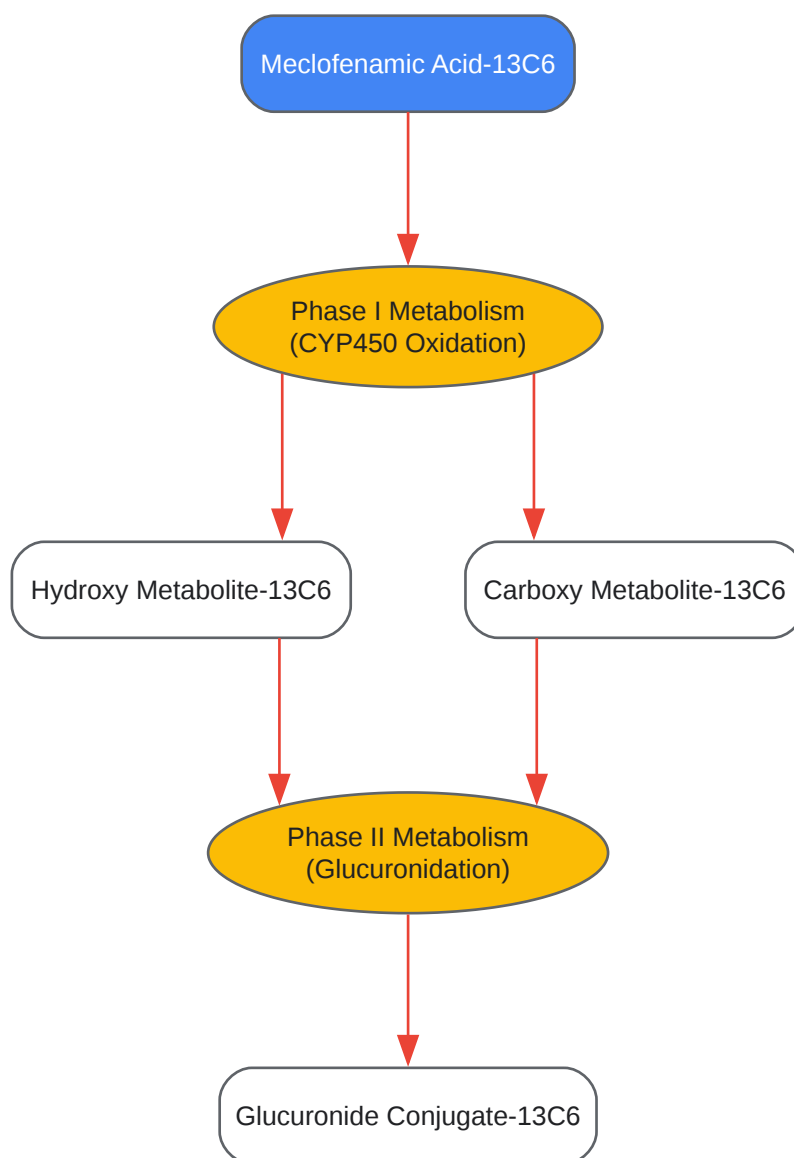 Meclofenamic Acid-13C6
Phase I Metabolism
(CYP450 Oxidation)
Hydroxy Metabolite-13C6
Carboxy Metabolite-13C6
Phase II Metabolism
(Glucuronidation)
Glucuronide Conjugate-13C6